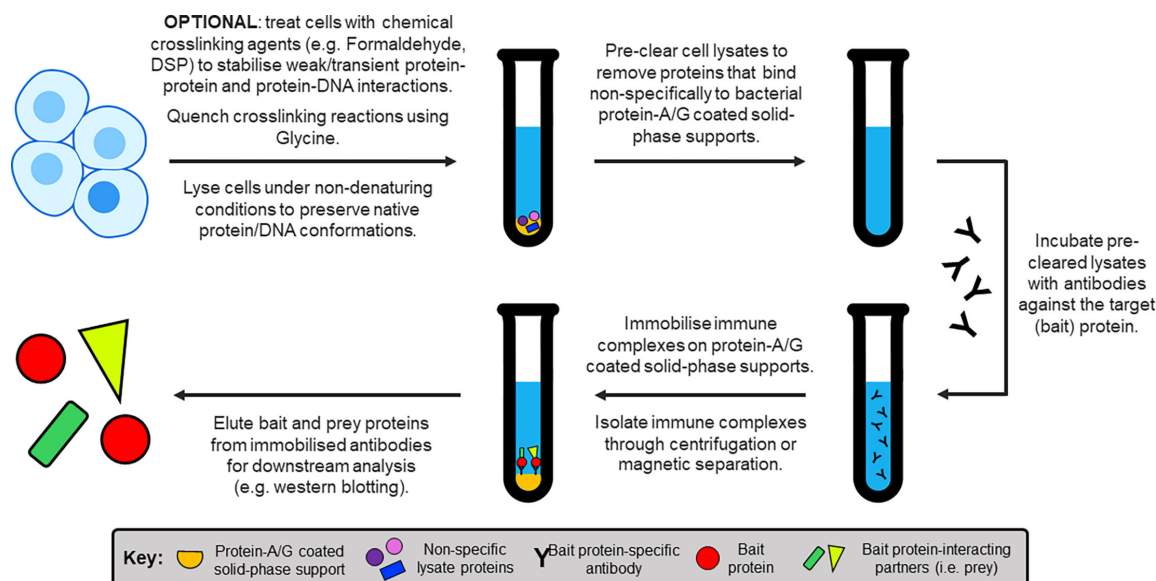 OPTIONAL: treat cells with chemical
crosslinking agents (e.g. Formaldehyde,
DSP) to stabilise weak/transient protein-
protein and protein-DNA interactions.
Quench crosslinking reactions using
Glycine.
Lyse cells under non-denaturing
conditions to preserve native
protein/DNA conformations.
Pre-clear cell lysates to
remove proteins that bind
non-specifically to bacterial
protein-A/G coated solid-
phase supports.
Incubate pre-
cleared lysates
with antibodies
against the target
(bait) protein.
Immobilise immune
complexes on protein-A/G
coated solid-phase supports.
Isolate immune complexes
through centrifugation or
magnetic separation.
Elute bait and prey proteins
from immobilised antibodies
for downstream analysis
(e.g. western blotting).
Key:
Protein-A/G coated
solid-phase support
Non-specific
lysate proteins
Bait protein-specific
antibody
Bait
protein
Bait protein-interacting
partners (i.e. prey)